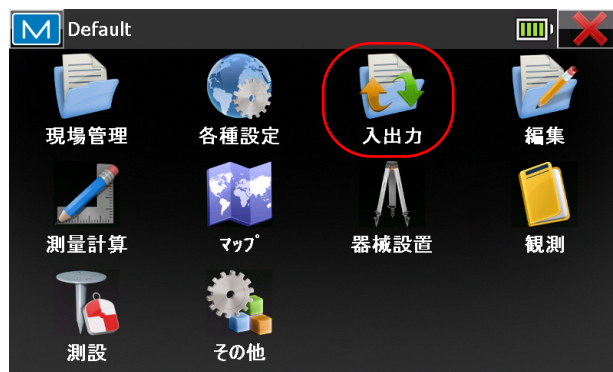 M Default
現場管理 各種設定 入出力 編集
測量計算 ﾏｯﾌﾟ 器械設置 観測
測設 その他